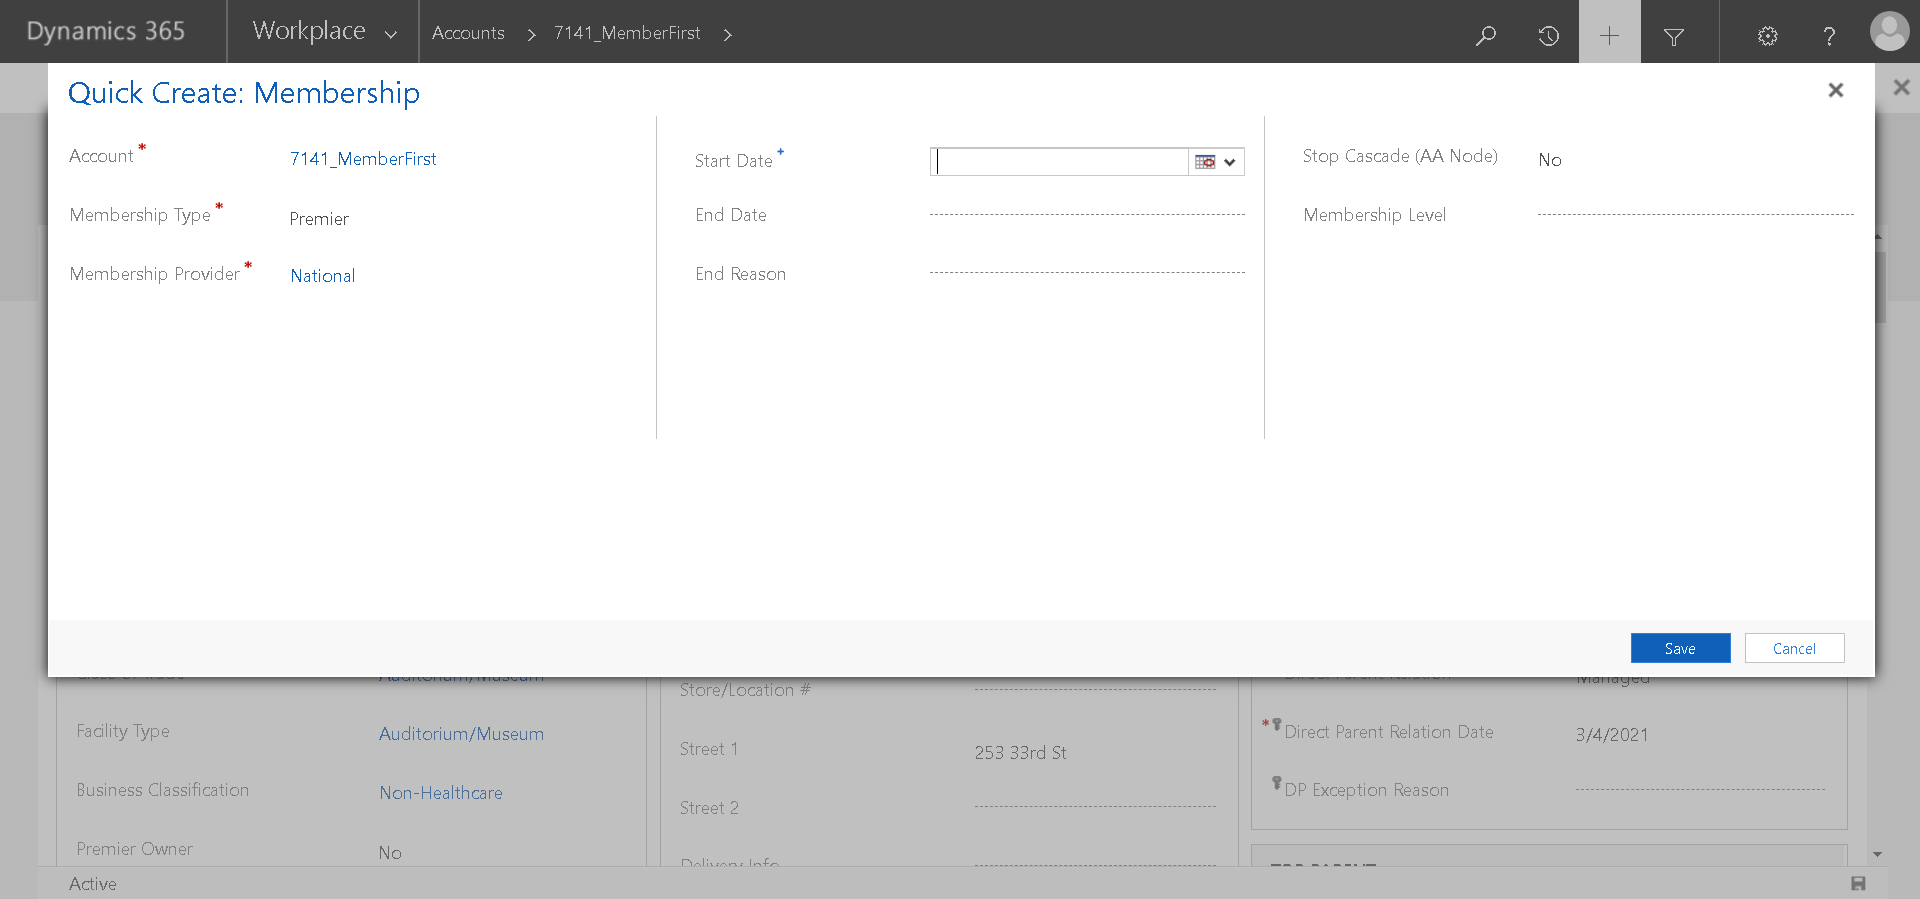 Dynamics 365
Workplace
Accounts
7141_MemberFirst
Quick Create: Membership
Account *
7141_MemberFirst
Membership Type *
Premier
Membership Provider *
National
Start Date +
End Date
End Reason
Stop Cascade (AA Node)
No
Membership Level
Save
Cancel
Auditorium/Museum
Managed
Facility Type
Auditorium/Museum
Business Classification
Non-Healthcare
Premier Owner
No
Store/Location #
Street 1
253 33rd St
Street 2
Delivery Info
* Direct Parent Relation Date
3/4/2021
DP Exception Reason
TOP PARENT
Active